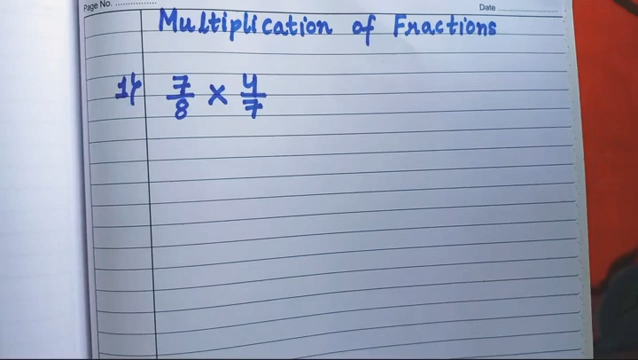 Page No. ............... Date ...............
Multiplication of Fractions
1) 7/8 × 4/7